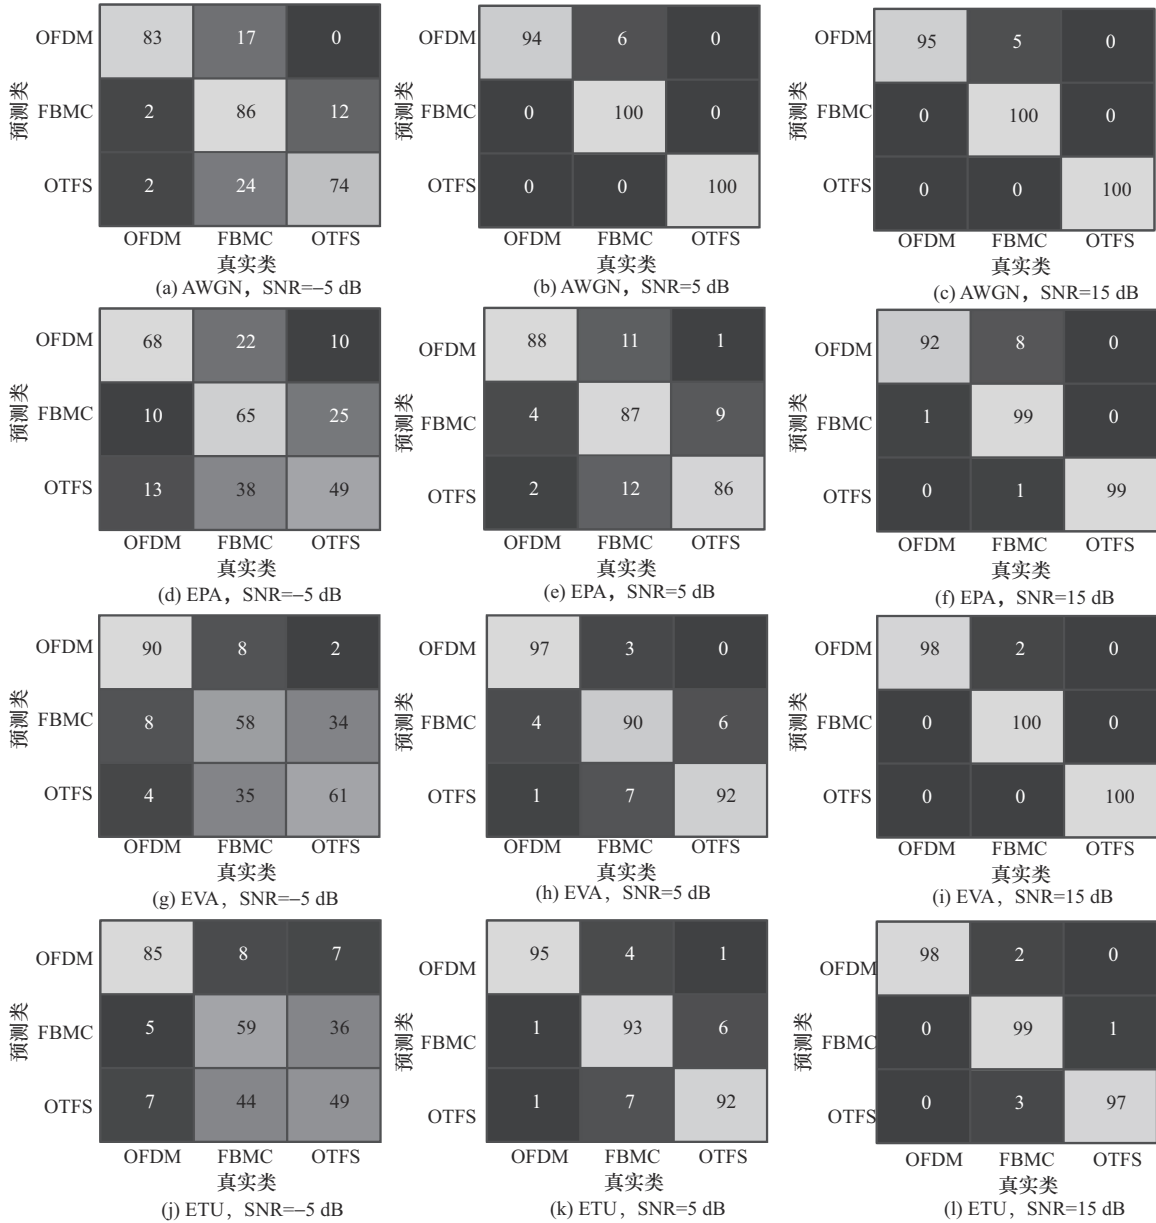 OFDM 83 17 0
预测类
FBMC 2 86 12
OTFS 2 24 74
OFDM FBMC OTFS
真实类
(a) AWGN，SNR=−5 dB
OFDM 94 6 0
预测类
FBMC 0 100 0
OTFS 0 0 100
OFDM FBMC OTFS
真实类
(b) AWGN，SNR=5 dB
OFDM 95 5 0
预测类
FBMC 0 100 0
OTFS 0 0 100
OFDM FBMC OTFS
真实类
(c) AWGN，SNR=15 dB
OFDM 68 22 10
预测类
FBMC 10 65 25
OTFS 13 38 49
OFDM FBMC OTFS
真实类
(d) EPA，SNR=−5 dB
OFDM 88 11 1
预测类
FBMC 4 87 9
OTFS 2 12 86
OFDM FBMC OTFS
真实类
(e) EPA，SNR=5 dB
OFDM 92 8 0
预测类
FBMC 1 99 0
OTFS 0 1 99
OFDM FBMC OTFS
真实类
(f) EPA，SNR=15 dB
OFDM 90 8 2
预测类
FBMC 8 58 34
OTFS 4 35 61
OFDM FBMC OTFS
真实类
(g) EVA，SNR=−5 dB
OFDM 97 3 0
预测类
FBMC 4 90 6
OTFS 1 7 92
OFDM FBMC OTFS
真实类
(h) EVA，SNR=5 dB
OFDM 98 2 0
预测类
FBMC 0 100 0
OTFS 0 0 100
OFDM FBMC OTFS
真实类
(i) EVA，SNR=15 dB
OFDM 85 8 7
预测类
FBMC 5 59 36
OTFS 7 44 49
OFDM FBMC OTFS
真实类
(j) ETU，SNR=−5 dB
OFDM 95 4 1
预测类
FBMC 1 93 6
OTFS 1 7 92
OFDM FBMC OTFS
真实类
(k) ETU，SNR=5 dB
OFDM 98 2 0
预测类
FBMC 0 99 1
OTFS 0 3 97
OFDM FBMC OTFS
真实类
(l) ETU，SNR=15 dB